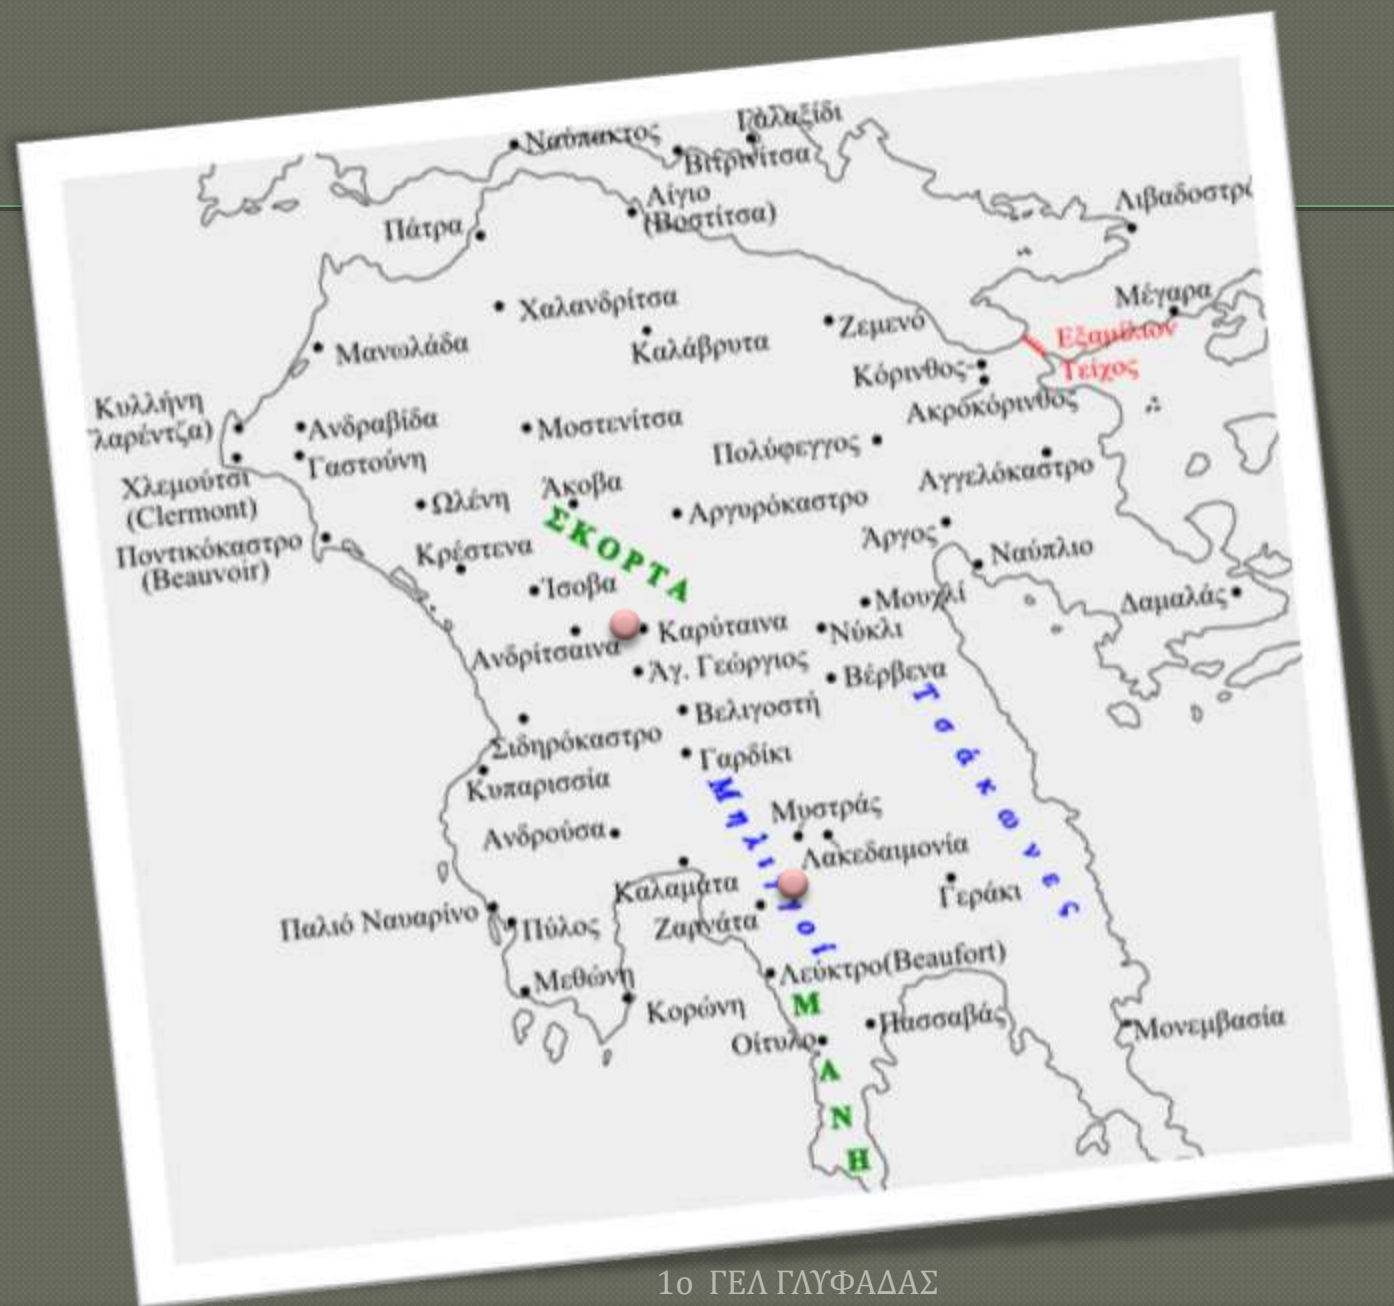 Γαλαξίδι
Ναύπακτος
Βιτρινίτσα
Αίγιο
(Βοστίτσα)
Πάτρα
Χαλανδρίτσα
Μέγαρα
Ζεμενό
Εξαμίλιον
Τείχος
Καλάβρυτα
Μανωλάδα
Κόρινθος
Ακροκόρινθος
Κυλλήνη
Ανδραβίδα
Μοστενίτσα
Πολύφεγγος
Γαστούνη
Αγγελόκαστρο
Χλεμούτσι
(Clermont)
Ωλένη
Άκοβα
Αργυρόκαστρο
ΣΚΟΡΤΑ
Άργος
Ναύπλιο
Ποντικόκαστρο
(Beauvoir)
Κρέστενα
Ίσοβα
Μουχλί
Δαμαλάς
Καρύταινα
Νύκλι
Ανδρίτσαινα
Άγ. Γεώργιος
Βέρβενα
Τσάκωνες
Βελιγοστή
Σιδηρόκαστρο
Γαρδίκι
Κυπαρισσία
Μηλιγγοί
Μυστράς
Ανδρούσα
Λακεδαιμονία
Καλαμάτα
Γεράκι
Παλιό Ναυαρίνο
Πύλος
Ζαρνάτα
Μεθώνη
Λεύκτρο(Beaufort)
Κορώνη
ΜΑΝΗ
Πασσαβάς
Μονεμβασία
Οίτυλο
1ο ΓΕΛ ΓΛΥΦΑΔΑΣ